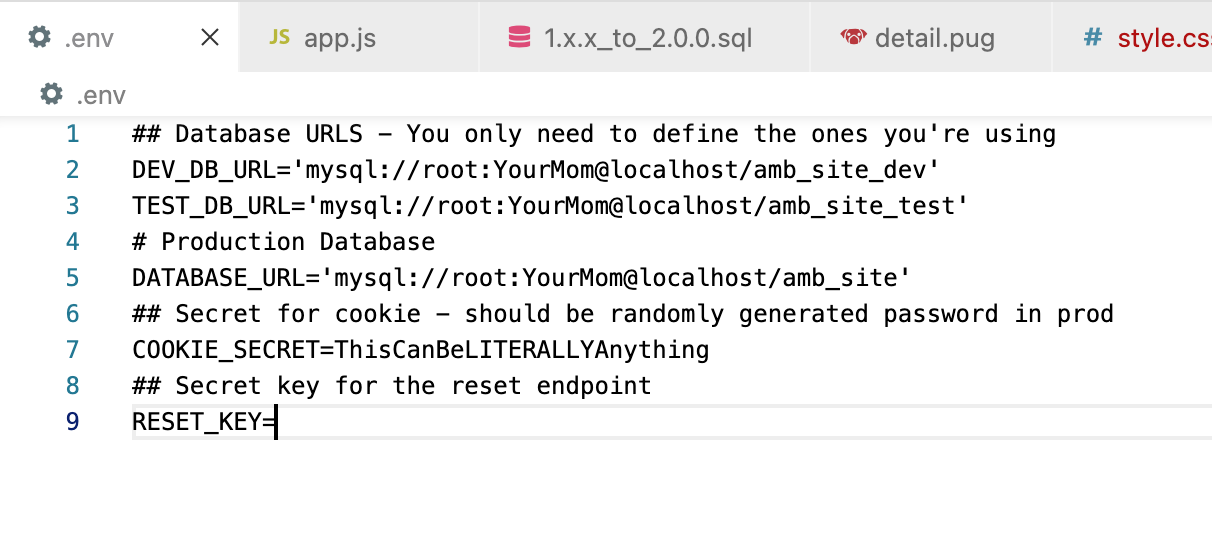 .env
JS app.js
1.x.x_to_2.0.0.sql
detail.pug
# style.cs
.env
1 ## Database URLS – You only need to define the ones you're using
2 DEV_DB_URL='mysql://root:YourMom@localhost/amb_site_dev'
3 TEST_DB_URL='mysql://root:YourMom@localhost/amb_site_test'
4 # Production Database
5 DATABASE_URL='mysql://root:YourMom@localhost/amb_site'
6 ## Secret for cookie – should be randomly generated password in prod
7 COOKIE_SECRET=ThisCanBeLITERALLYAnything
8 ## Secret key for the reset endpoint
9 RESET_KEY=